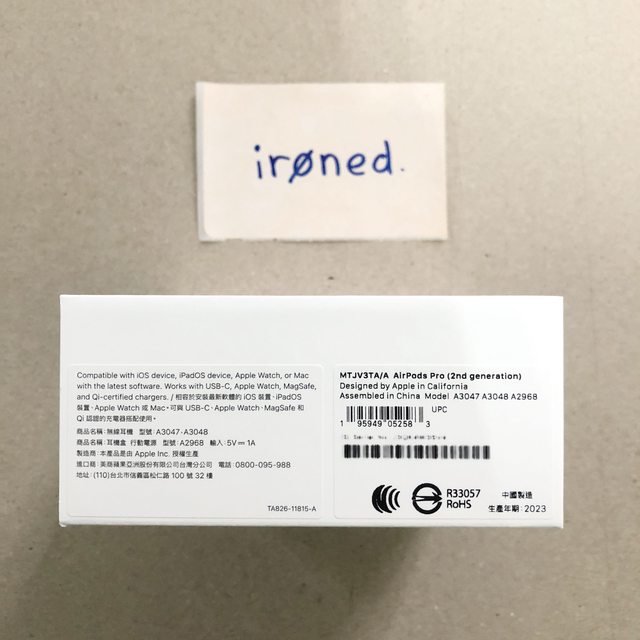 irøned.
Compatible with iOS device, iPadOS device, Apple Watch, or Mac
with the latest software. Works with USB-C, Apple Watch, MagSafe,
and Qi-certified chargers. / 相容於安裝最新軟體的 iOS 裝置、iPadOS
裝置、Apple Watch 或 Mac。可與 USB-C、Apple Watch、MagSafe 和
Qi 認證的充電器搭配使用。
商品名稱:無線耳機 型號:A3047、A3048
商品名稱:耳機盒 行動電源 型號:A2968 輸入:5V⎓1A
製造商:本產品是由 Apple Inc. 授權生產
進口商:美商蘋果亞洲股份有限公司台灣分公司 電話:0800-095-988
地址:(110)台北市信義區松仁路 100 號 32 樓
TA826-11815-A
MTJV3TA/A AirPods Pro (2nd generation)
Designed by Apple in California
Assembled in China Model A3047 A3048 A2968
UPC
1 95949 05258 3
R33057
RoHS
中國製造
生產年期:2023